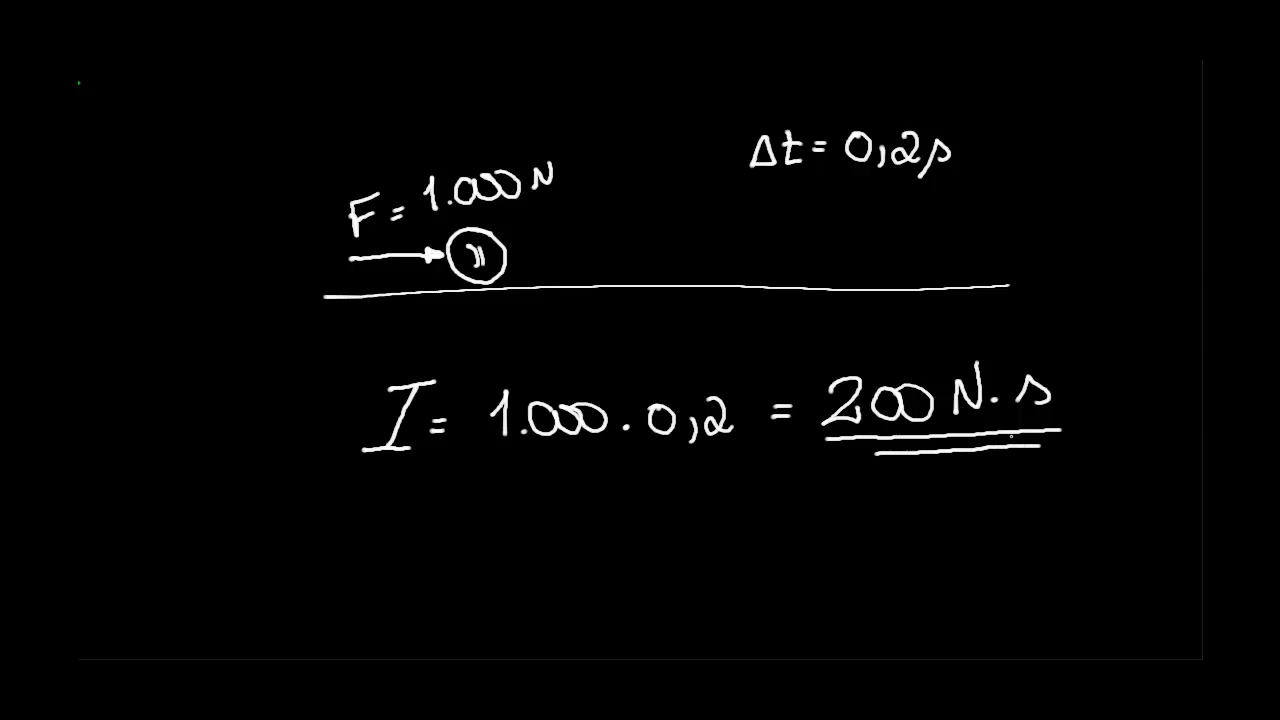 Δt = 0,2s
F = 1.000 N
I = 1.000 . 0,2 = 200 N . s